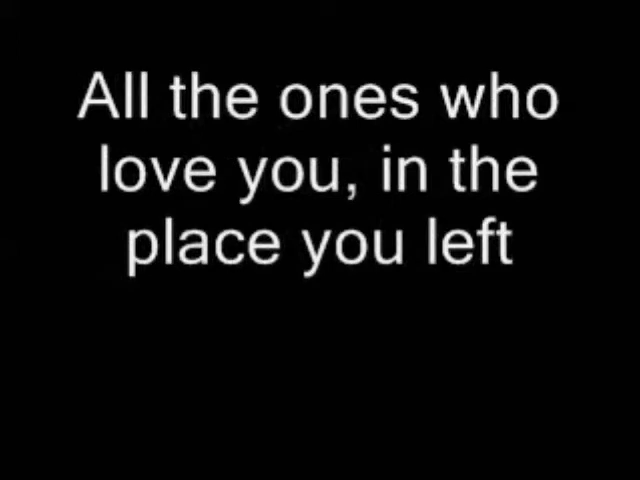 All the ones who
love you, in the
place you left